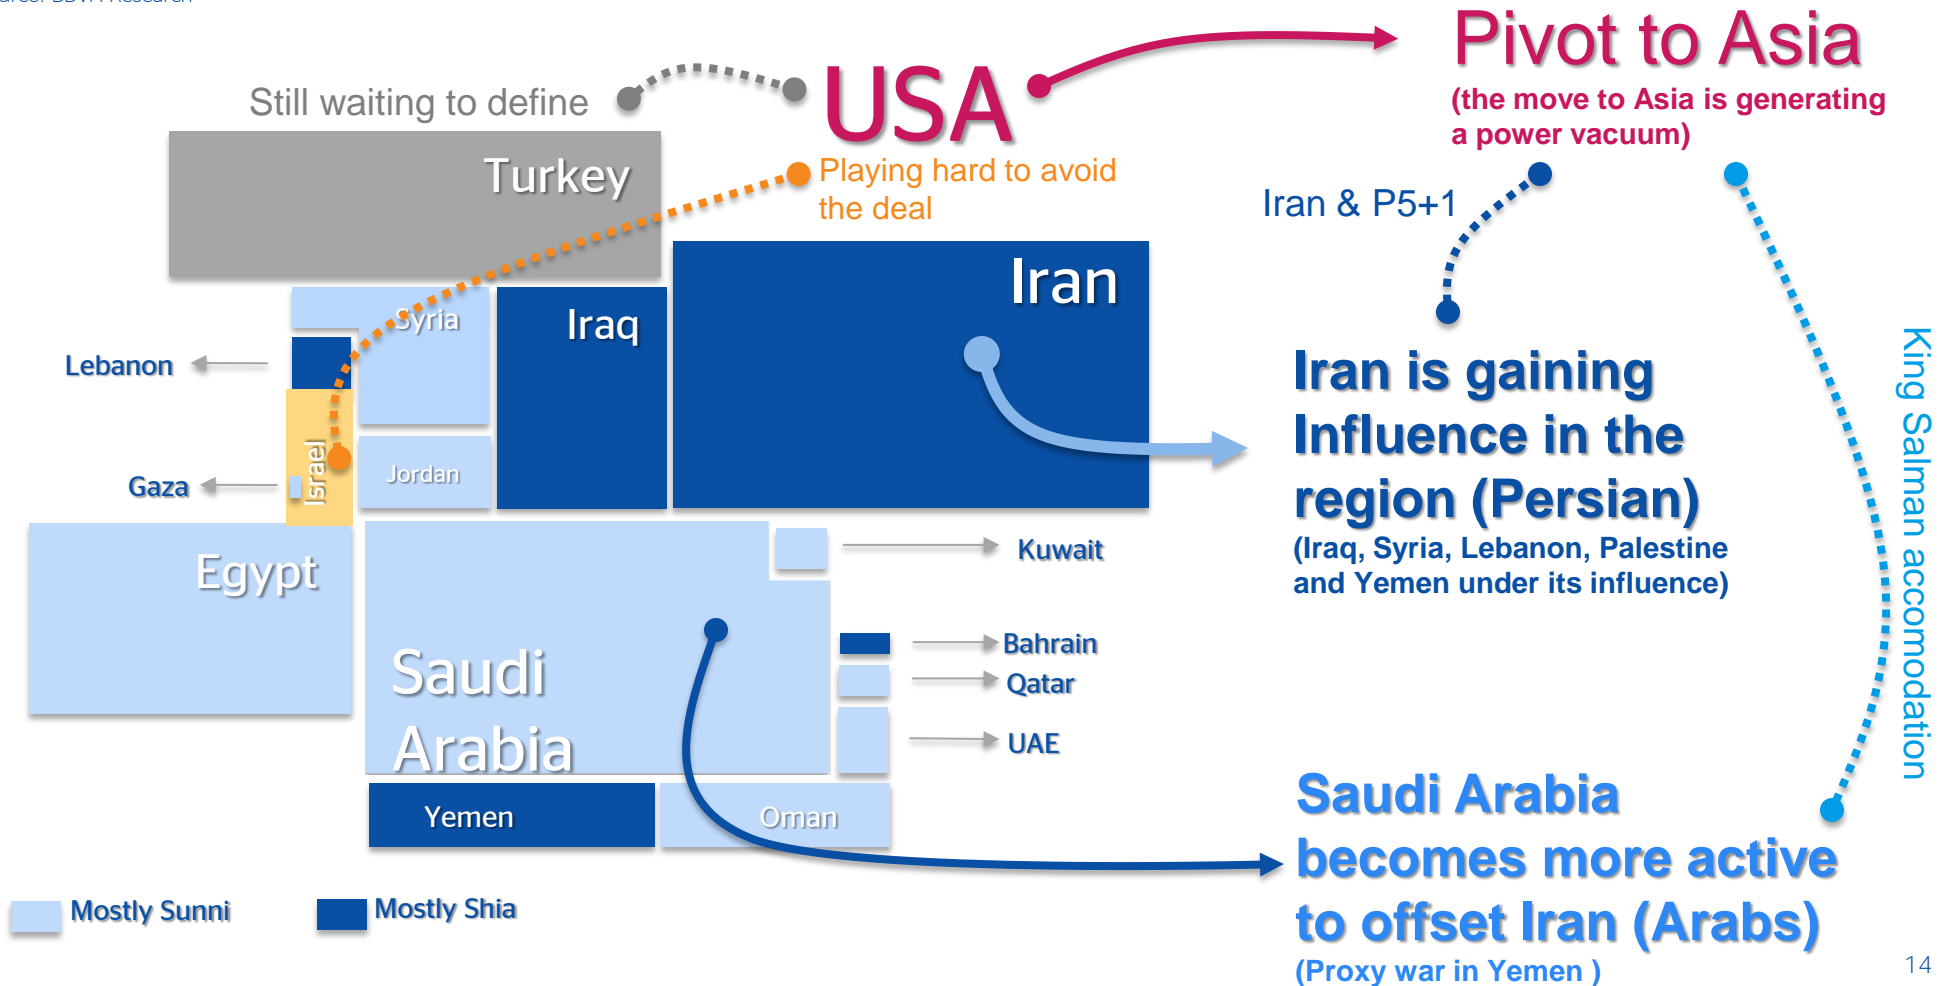 BBVA Research
Pivot to Asia
(the move to Asia is generating
a power vacuum)
USA
Still waiting to define
Playing hard to avoid
the deal
Turkey
Iran & P5+1
Iran
Syria
Iraq
Lebanon
Israel
Jordan
Gaza
Iran is gaining
Influence in the
region (Persian)
(Iraq, Syria, Lebanon, Palestine
and Yemen under its influence)
King Salman accomodation
Egypt
Kuwait
Saudi
Arabia
Bahrain
Qatar
UAE
Yemen
Oman
Saudi Arabia
becomes more active
to offset Iran (Arabs)
(Proxy war in Yemen )
Mostly Sunni
Mostly Shia
14